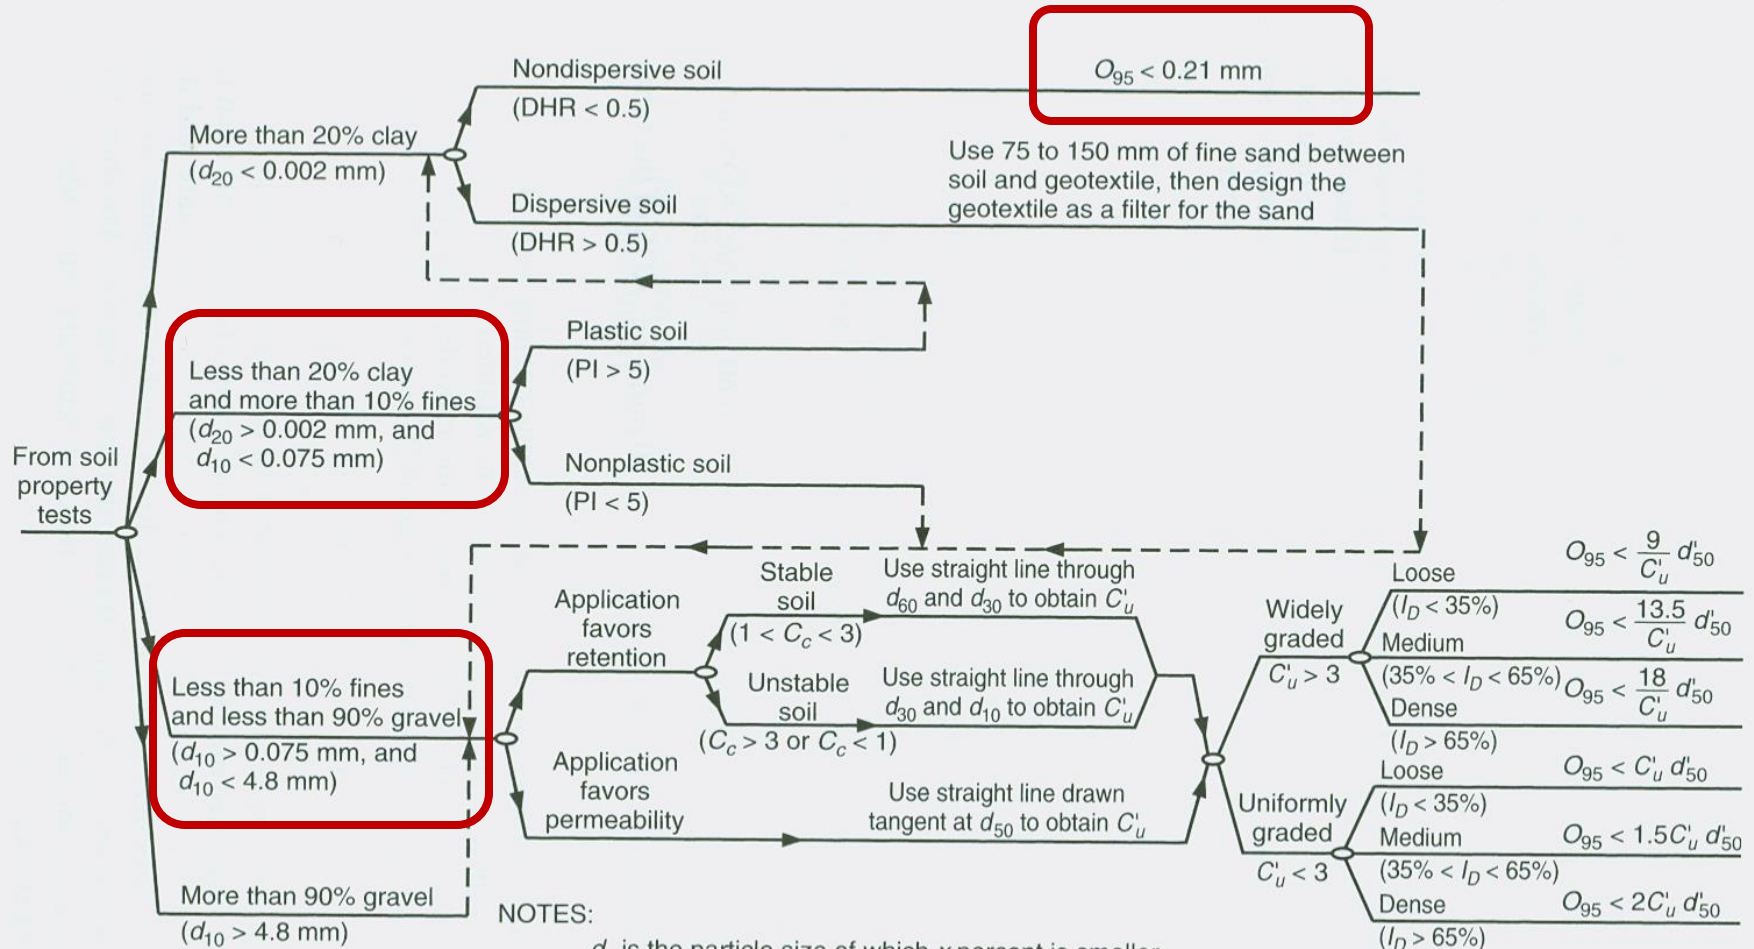 Nondispersive soil
(DHR < 0.5)
O95 < 0.21 mm
More than 20% clay
(d20 < 0.002 mm)
Use 75 to 150 mm of fine sand between
soil and geotextile, then design the
geotextile as a filter for the sand
Dispersive soil
(DHR > 0.5)
Plastic soil
(PI > 5)
Less than 20% clay
and more than 10% fines
(d20 > 0.002 mm, and
d10 < 0.075 mm)
Nonplastic soil
(PI < 5)
From soil
property
tests
Less than 10% fines
and less than 90% gravel
(d10 > 0.075 mm, and
d10 < 4.8 mm)
More than 90% gravel
(d10 > 4.8 mm)
Application
favors
retention
Stable
soil
(1 < Cc < 3)
Use straight line through
d60 and d30 to obtain C'u
Unstable
soil
(Cc > 3 or Cc < 1)
Use straight line through
d30 and d10 to obtain C'u
Application
favors
permeability
Use straight line drawn
tangent at d50 to obtain C'u
Widely
graded
C'u > 3
Loose
(ID < 35%)
O95 < 9/C'u d'50
Medium
(35% < ID < 65%)
O95 < 13.5/C'u d'50
Dense
(ID > 65%)
O95 < 18/C'u d'50
Uniformly
graded
C'u < 3
Loose
(ID < 35%)
O95 < C'u d'50
Medium
(35% < ID < 65%)
O95 < 1.5C'u d'50
Dense
(ID > 65%)
O95 < 2C'u d'50
NOTES:
is the particle size of which x percent is smaller